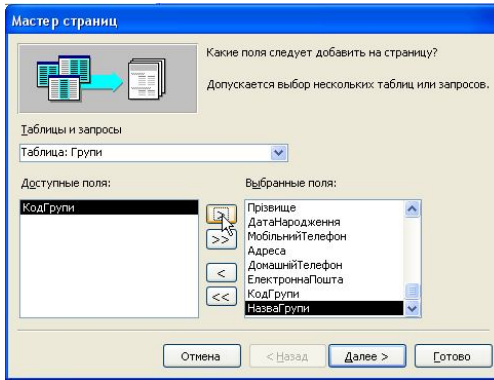 Мастер страниц
Какие поля следует добавить на страницу?
Допускается выбор нескольких таблиц или запросов.
Таблицы и запросы
Таблица: Групи
Доступные поля:
Выбранные поля:
КодГрупи
>
>>
<
<<
Прізвище
ДатаНародження
МобільнийТелефон
Адреса
ДомашнійТелефон
ЕлектроннаПошта
КодГрупи
НазваГрупи
Отмена
< Назад
Далее >
Готово